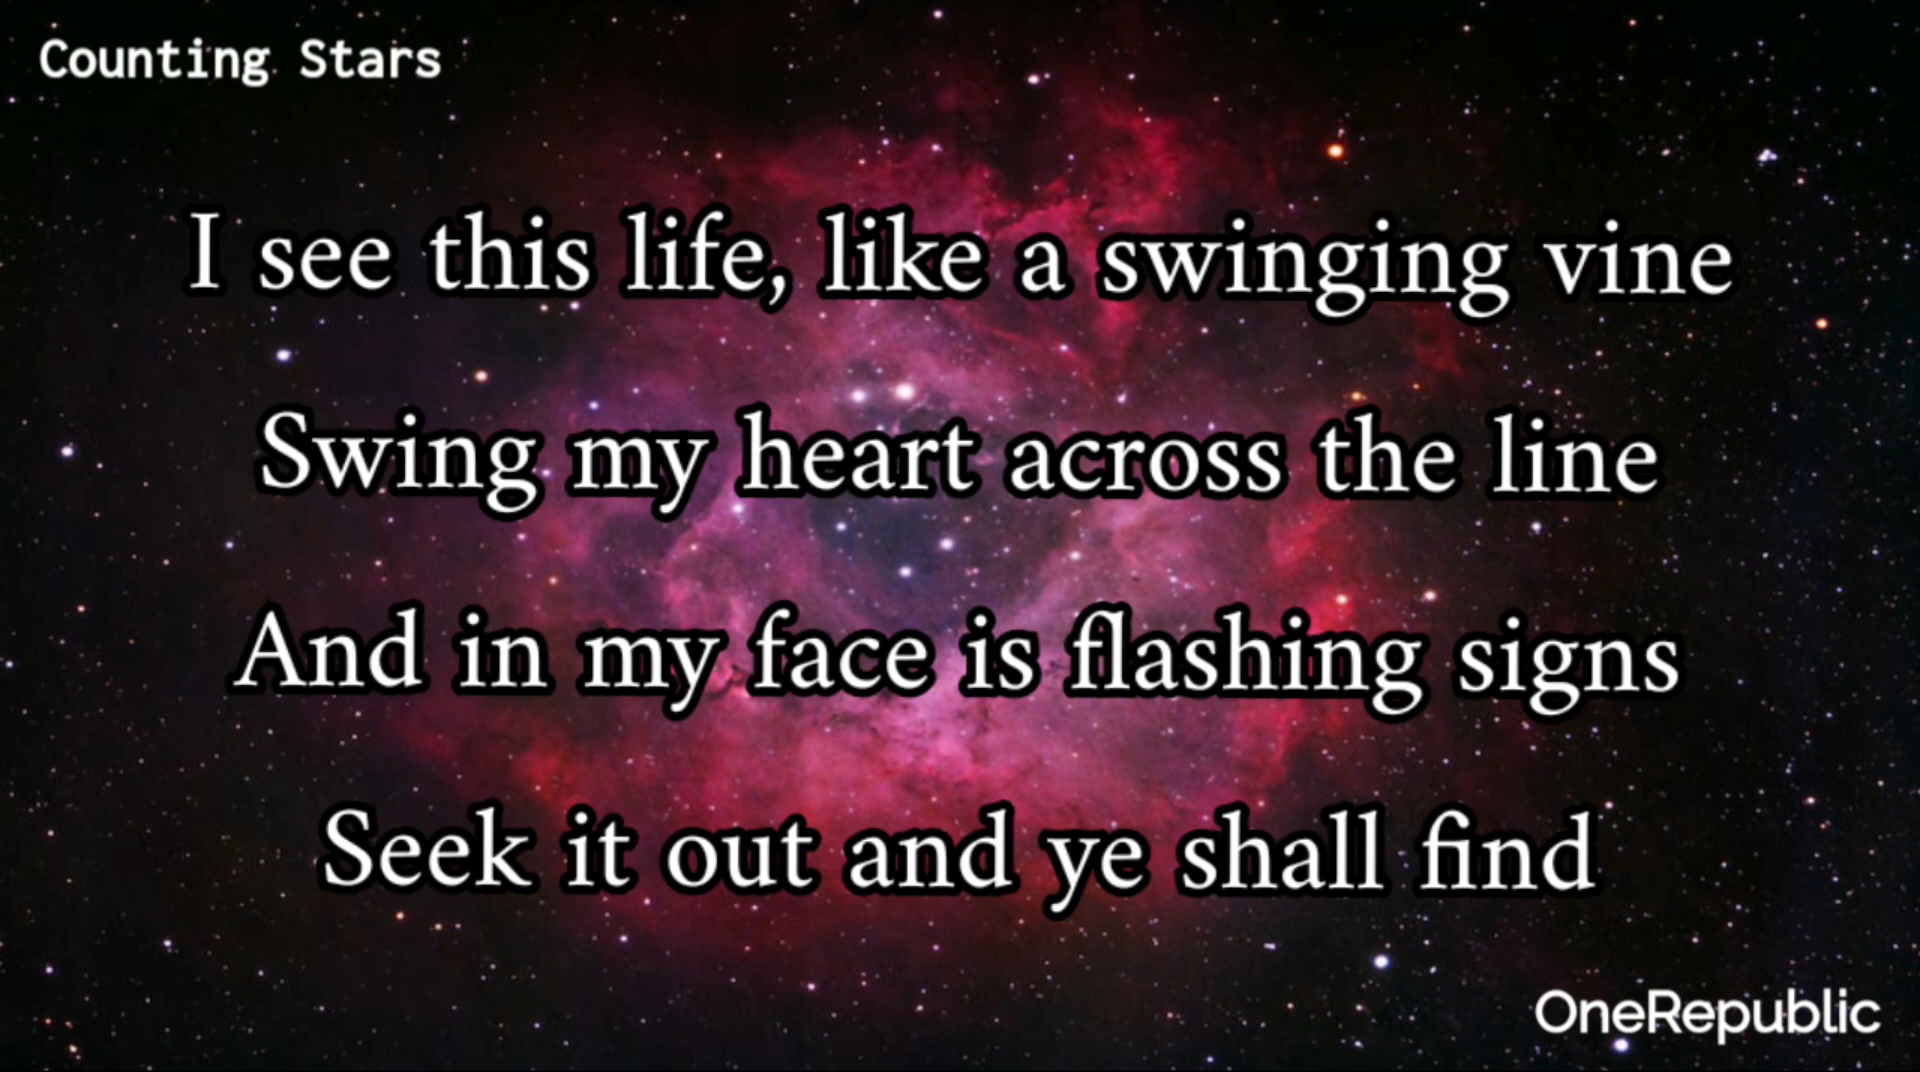 Counting Stars
I see this life, like a swinging vine
Swing my heart across the line
And in my face is flashing signs
Seek it out and ye shall find
OneRepublic